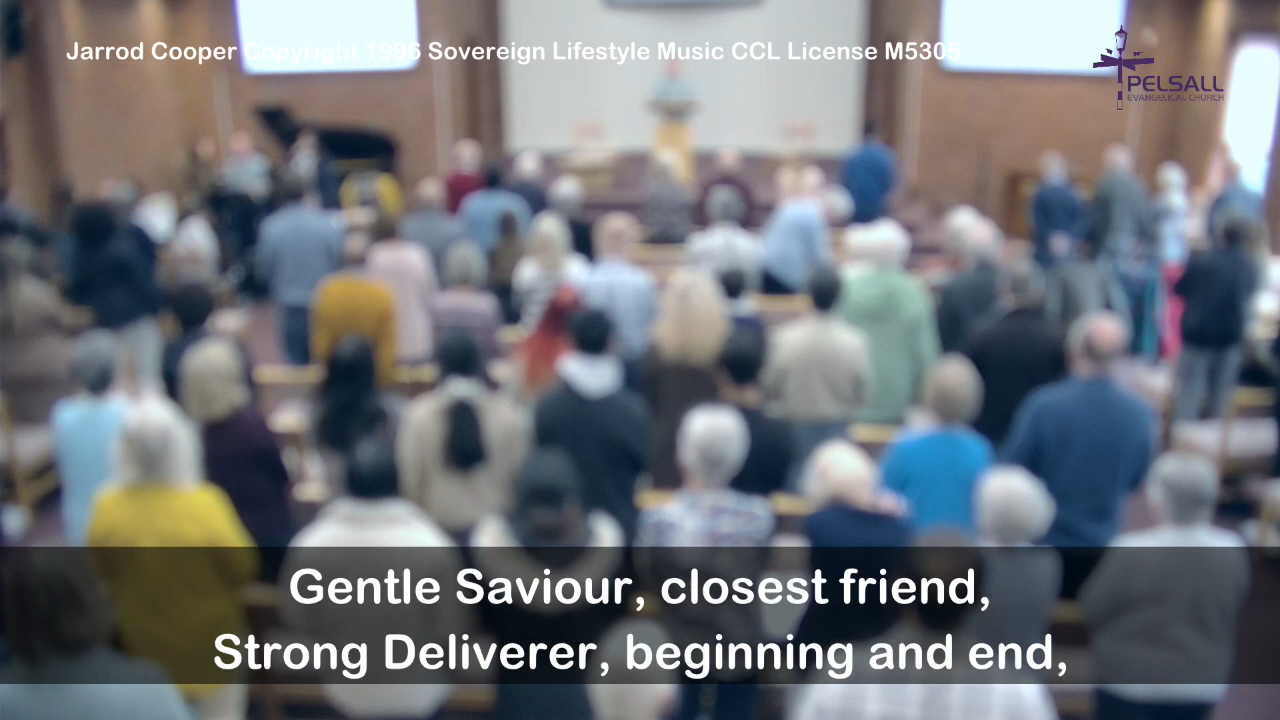 Jarrod Cooper Copyright 1996 Sovereign Lifestyle Music CCL License M5305
PELSALL
EVANGELICAL CHURCH
Gentle Saviour, closest friend,
Strong Deliverer, beginning and end,